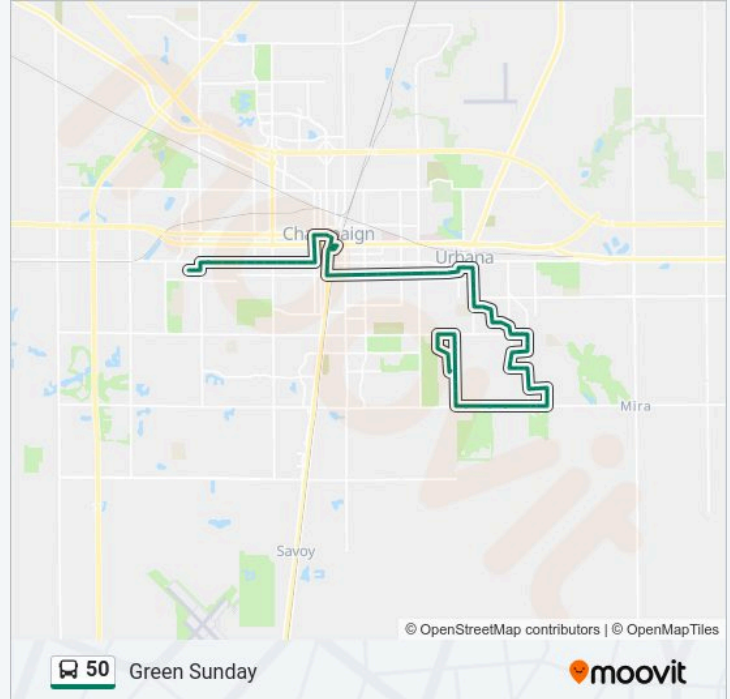 Champaign
Urbana
Mira
Savoy
© OpenStreetMap contributors | © OpenMapTiles
50 Green Sunday
moovit